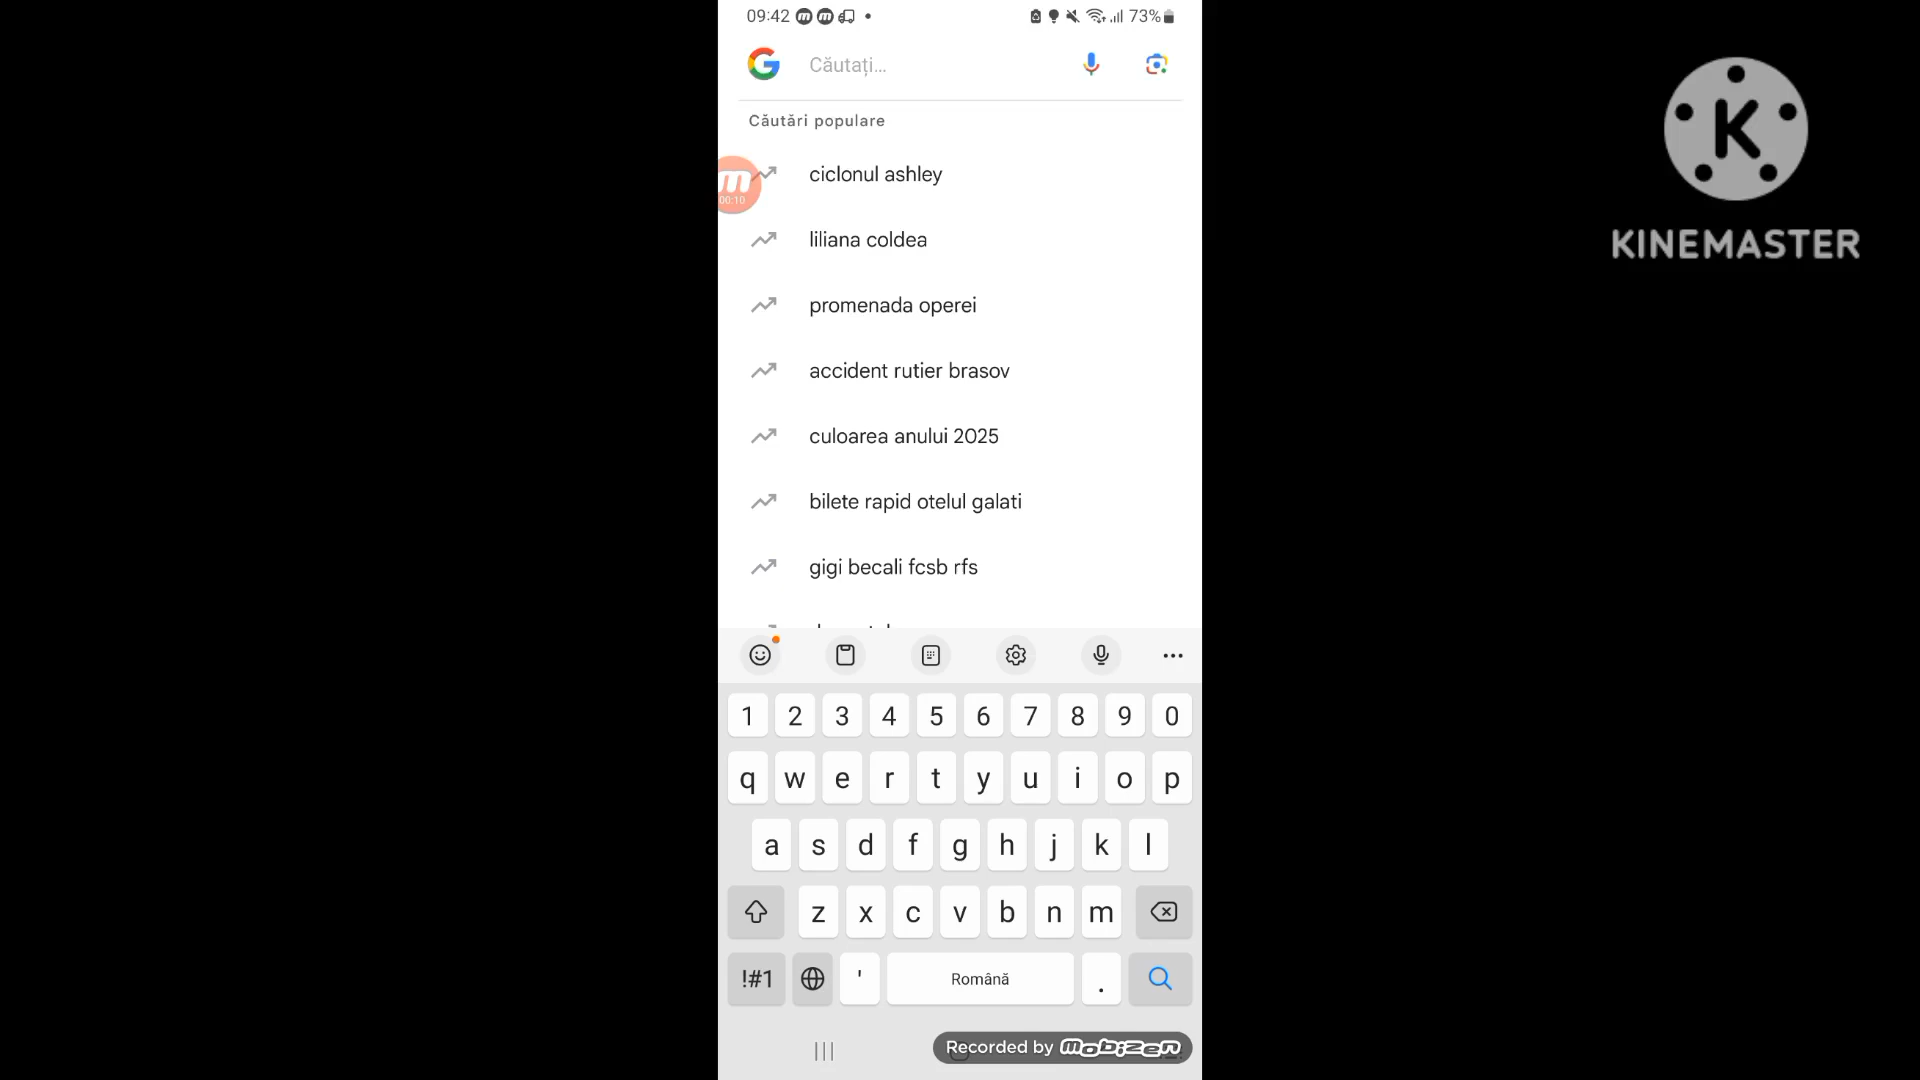 09:42
73%
Căutați...
Căutări populare
ciclonul ashley
00:10
liliana coldea
promenada operei
accident rutier brasov
culoarea anului 2025
bilete rapid otelul galati
gigi becali fcsb rfs
1 2 3 4 5 6 7 8 9 0
q w e r t y u i o p
a s d f g h j k l
z x c v b n m
!#1 ' Română .
Recorded by mobizen
K
KINEMASTER